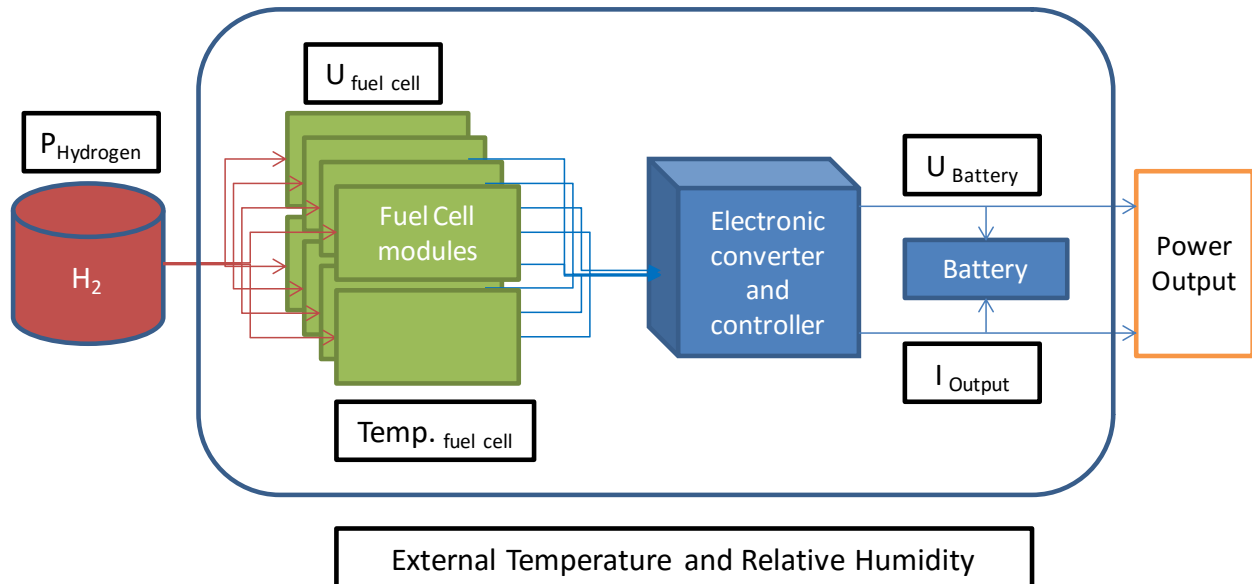 U fuel cell
P Hydrogen
H2
Fuel Cell
modules
Temp. fuel cell
Electronic
converter
and
controller
U Battery
Battery
I Output
Power
Output
External Temperature and Relative Humidity